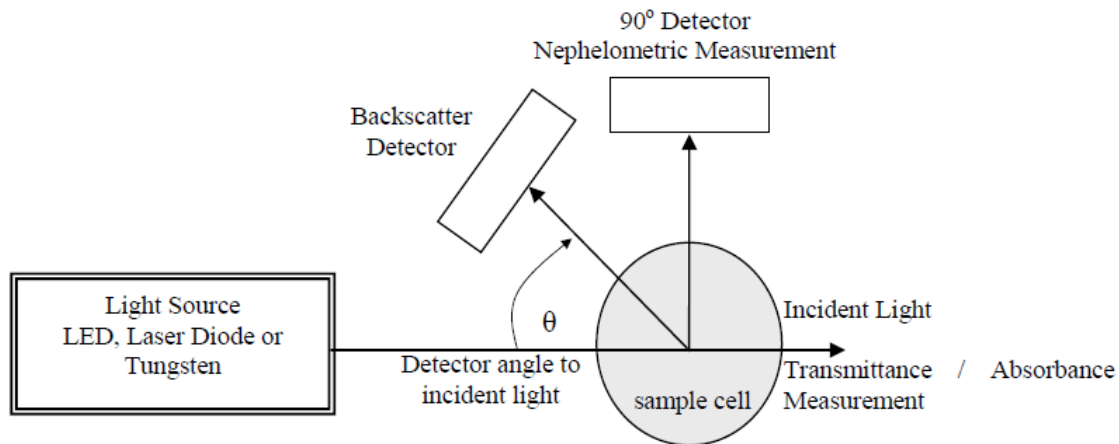 90° Detector
Nephelometric Measurement
Backscatter
Detector
Light Source
LED, Laser Diode or
Tungsten
θ
Detector angle to
incident light
sample cell
Incident Light
Transmittance / Absorbance
Measurement